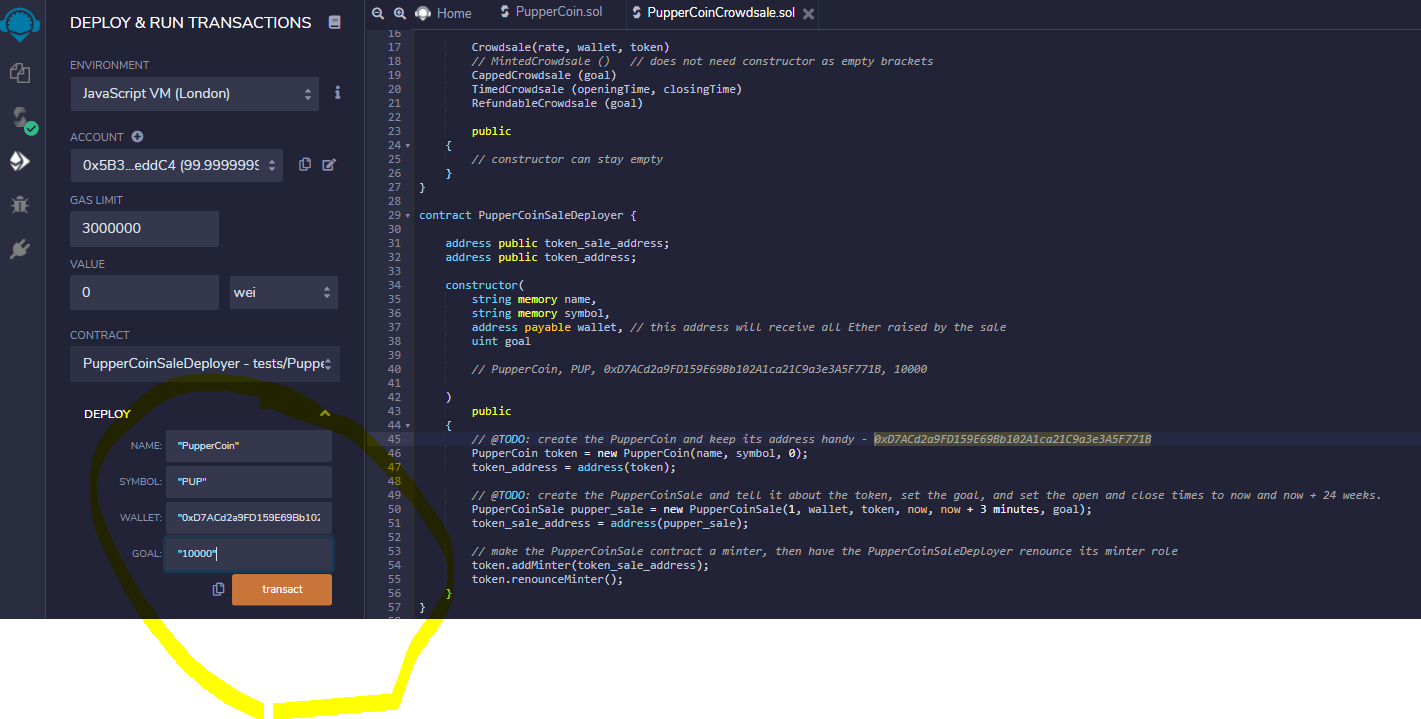 DEPLOY & RUN TRANSACTIONS
ENVIRONMENT
JavaScript VM (London)
ACCOUNT
0x5B3...eddC4 (99.9999999
GAS LIMIT
3000000
VALUE
0
wei
CONTRACT
PupperCoinSaleDeployer - tests/Puppe
DEPLOY
NAME:
"PupperCoin"
SYMBOL:
"PUP"
WALLET:
"0xD7ACd2a9FD159E69Bb102
GOAL:
"10000"
transact
Home
PupperCoin.sol
PupperCoinCrowdsale.sol
16
17 Crowdsale(rate, wallet, token)
18 // MintedCrowdsale () // does not need constructor as empty brackets
19 CappedCrowdsale (goal)
20 TimedCrowdsale (openingTime, closingTime)
21 RefundableCrowdsale (goal)
22
23 public
24 {
25 // constructor can stay empty
26 }
27 }
28
29 contract PupperCoinSaleDeployer {
30
31 address public token_sale_address;
32 address public token_address;
33
34 constructor(
35 string memory name,
36 string memory symbol,
37 address payable wallet, // this address will receive all Ether raised by the sale
38 uint goal
39
40 // PupperCoin, PUP, 0xD7ACd2a9FD159E69Bb102A1ca21C9a3e3A5F771B, 10000
41
42 )
43 public
44 {
45 // @TODO: create the PupperCoin and keep its address handy - 0xD7ACd2a9FD159E69Bb102A1ca21C9a3e3A5F771B
46 PupperCoin token = new PupperCoin(name, symbol, 0);
47 token_address = address(token);
48
49 // @TODO: create the PupperCoinSale and tell it about the token, set the goal, and set the open and close times to now and now + 24 weeks.
50 PupperCoinSale pupper_sale = new PupperCoinSale(1, wallet, token, now, now + 3 minutes, goal);
51 token_sale_address = address(pupper_sale);
52
53 // make the PupperCoinSale contract a minter, then have the PupperCoinSaleDeployer renounce its minter role
54 token.addMinter(token_sale_address);
55 token.renounceMinter();
56 }
57 }